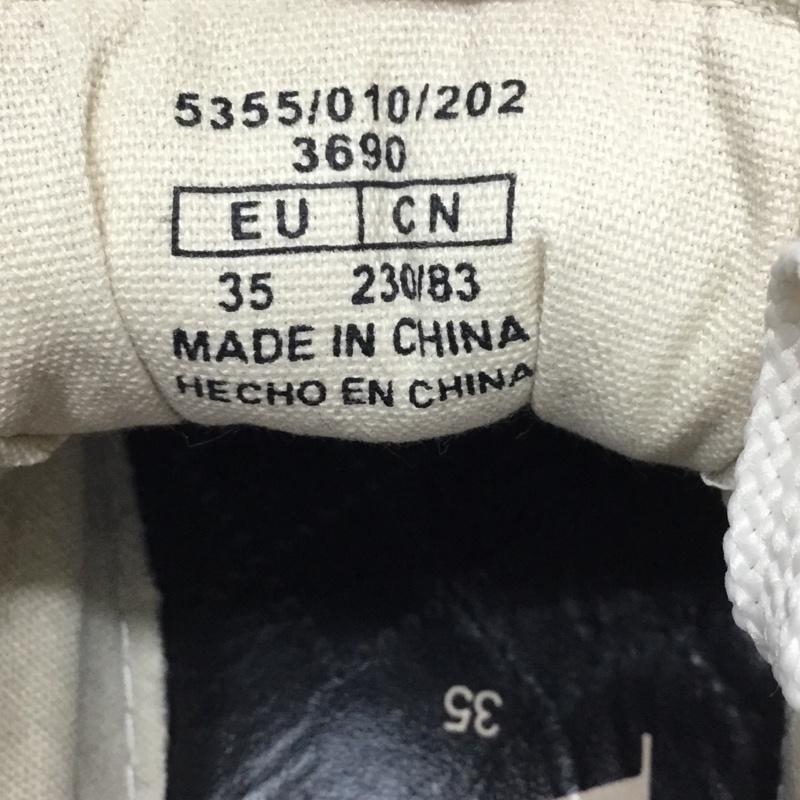 5355/010/202
3690
EU CN
35 230/83
MADE IN CHINA
HECHO EN CHINA
35